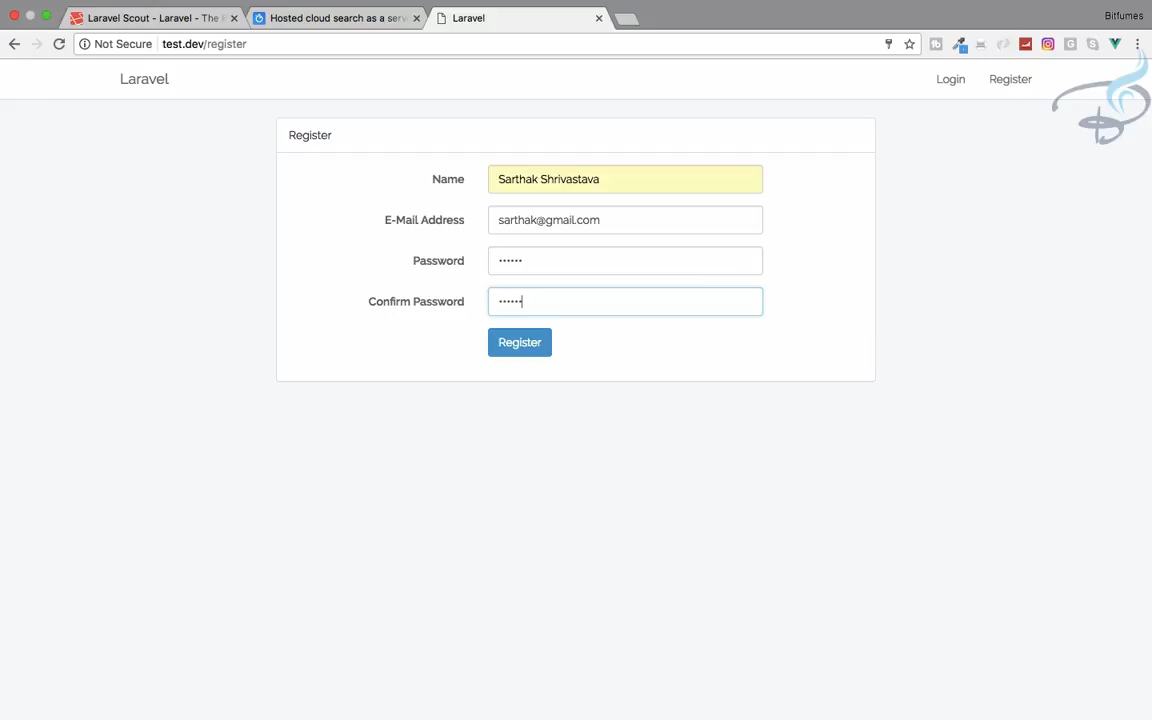 Laravel Scout - Laravel - The
Hosted cloud search as a serv
Laravel
Bitfumes
Not Secure
test.dev/register
Laravel
Login
Register
Register
Name
Sarthak Shrivastava
E-Mail Address
sarthak@gmail.com
Password
••••••
Confirm Password
••••••
Register